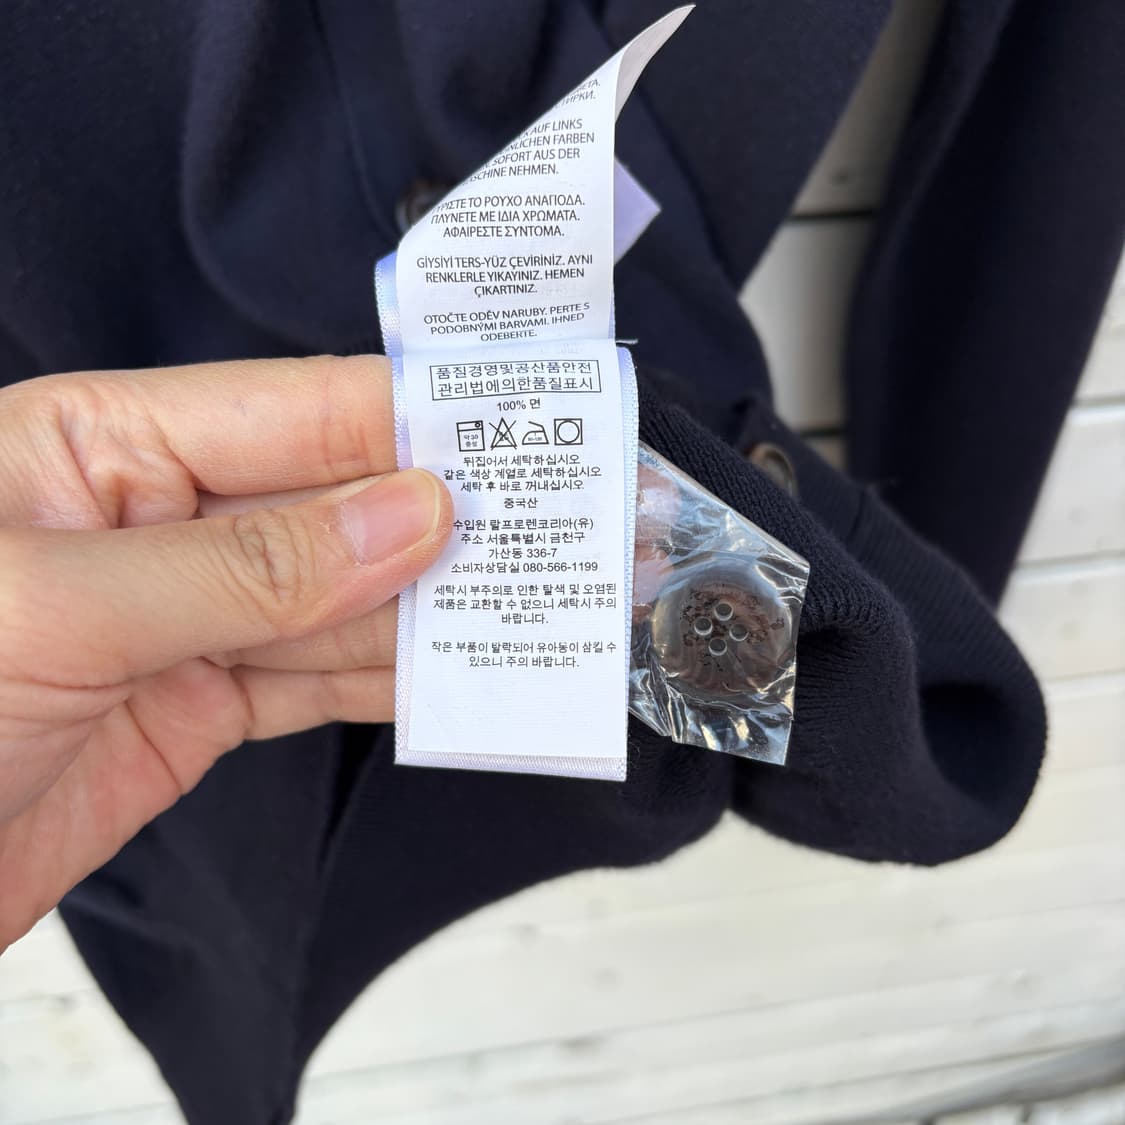 ИРКИ.
AUF LINKS
NLICHEN FARBEN
SOFORT AUS DER
SCHINE NEHMEN.
ΡΙΣΤΕ ΤΟ ΡΟΥΧΟ ΑΝΑΠΟΔΑ.
ΠΛΥΝΕΤΕ ΜΕ ΙΔΙΑ ΧΡΩΜΑΤΑ.
ΑΦΑΙΡΕΣΤΕ ΣΥΝΤΟΜΑ.
GİYSİYİ TERS-YÜZ ÇEVİRİNİZ. AYNI
RENKLERLE YIKAYINIZ. HEMEN
ÇIKARTINIZ.
OTOČTE ODĚV NARUBY. PERTE S
PODOBNÝMI BARVAMI. IHNED
ODEBERTE.
품질경영및공산품안전
관리법에의한품질표시
100% 면
약 30
중성
뒤집어서 세탁하십시오
같은 색상 계열로 세탁하십시오
세탁 후 바로 꺼내십시오
중국산
수입원 랄프로렌코리아(유)
주소 서울특별시 금천구
가산동 336-7
소비자상담실 080-566-1199
세탁시 부주의로 인한 탈색 및 오염된
제품은 교환할 수 없으니 세탁시 주의
바랍니다.
작은 부품이 발락되어 유아동이 삼킬 수
있으니 주의 바랍니다.